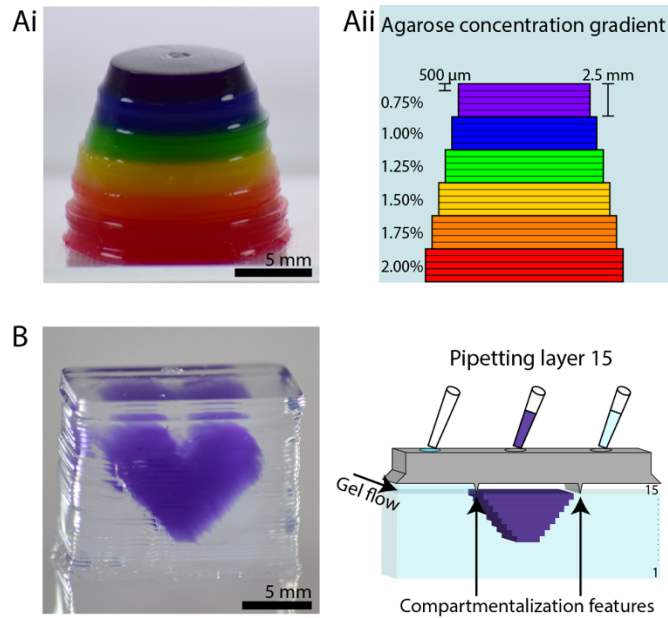 Ai
Aii
Agarose concentration gradient
500 µm
2.5 mm
0.75%
1.00%
1.25%
1.50%
1.75%
2.00%
5 mm
B
Pipetting layer 15
Gel flow
15
1
5 mm
Compartmentalization features